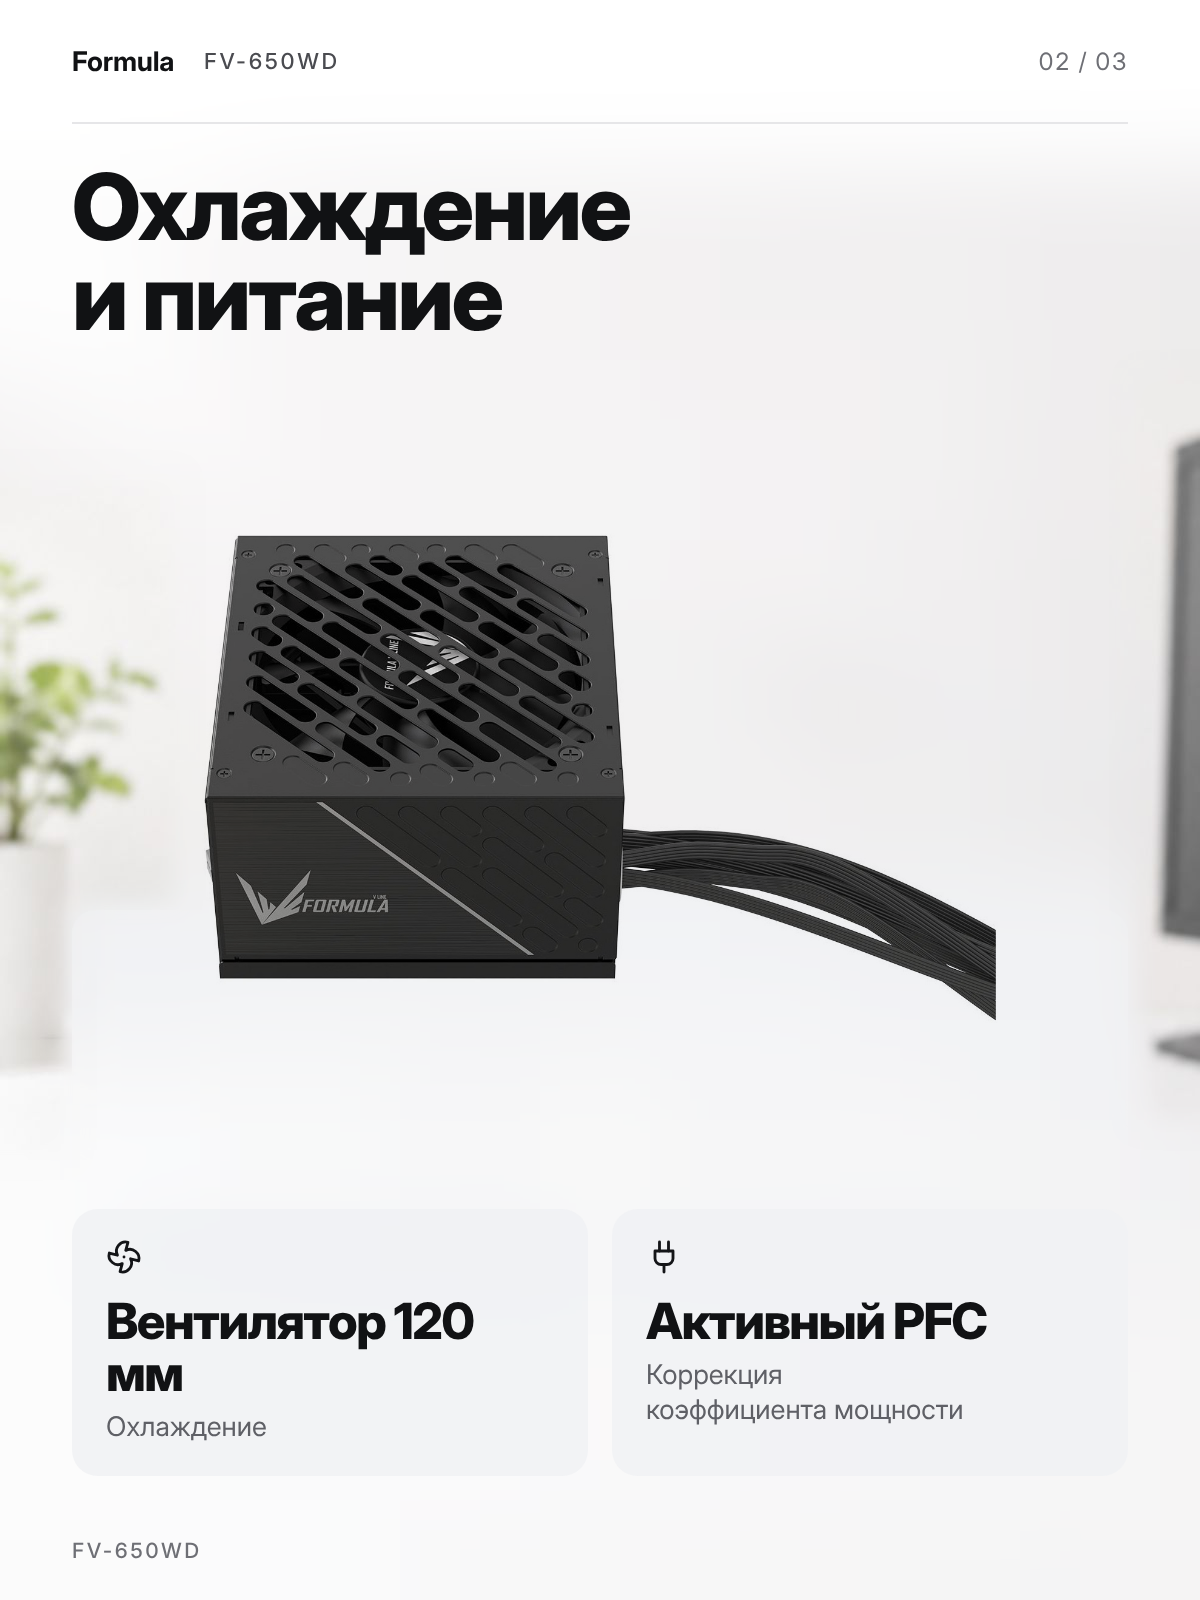 Formula FV-650WD 02 / 03
Охлаждение
и питание
V LINE
FORMULA
Вентилятор 120
мм
Охлаждение
Активный PFC
Коррекция
коэффициента мощности
FV-650WD